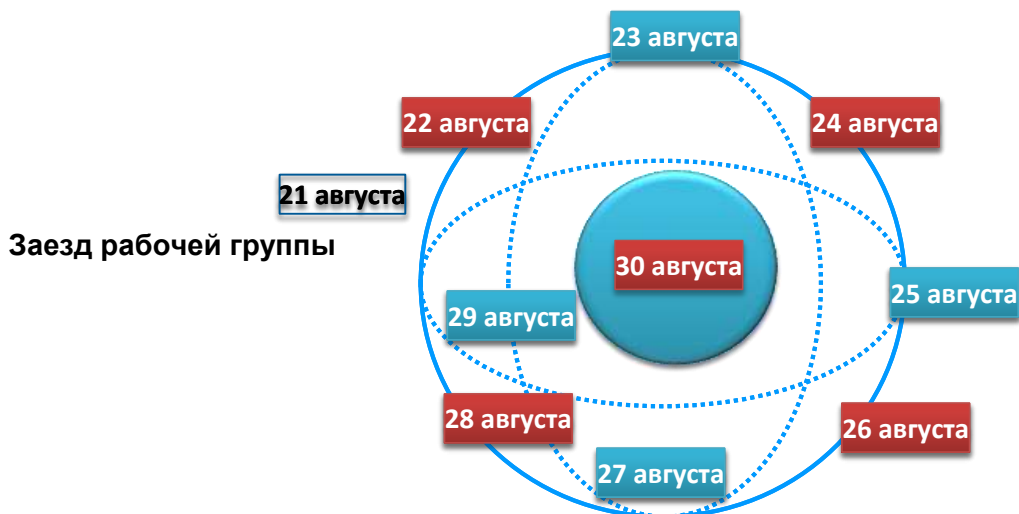 23 августа
22 августа
24 августа
21 августа
Заезд рабочей группы
30 августа
25 августа
29 августа
28 августа
26 августа
27 августа